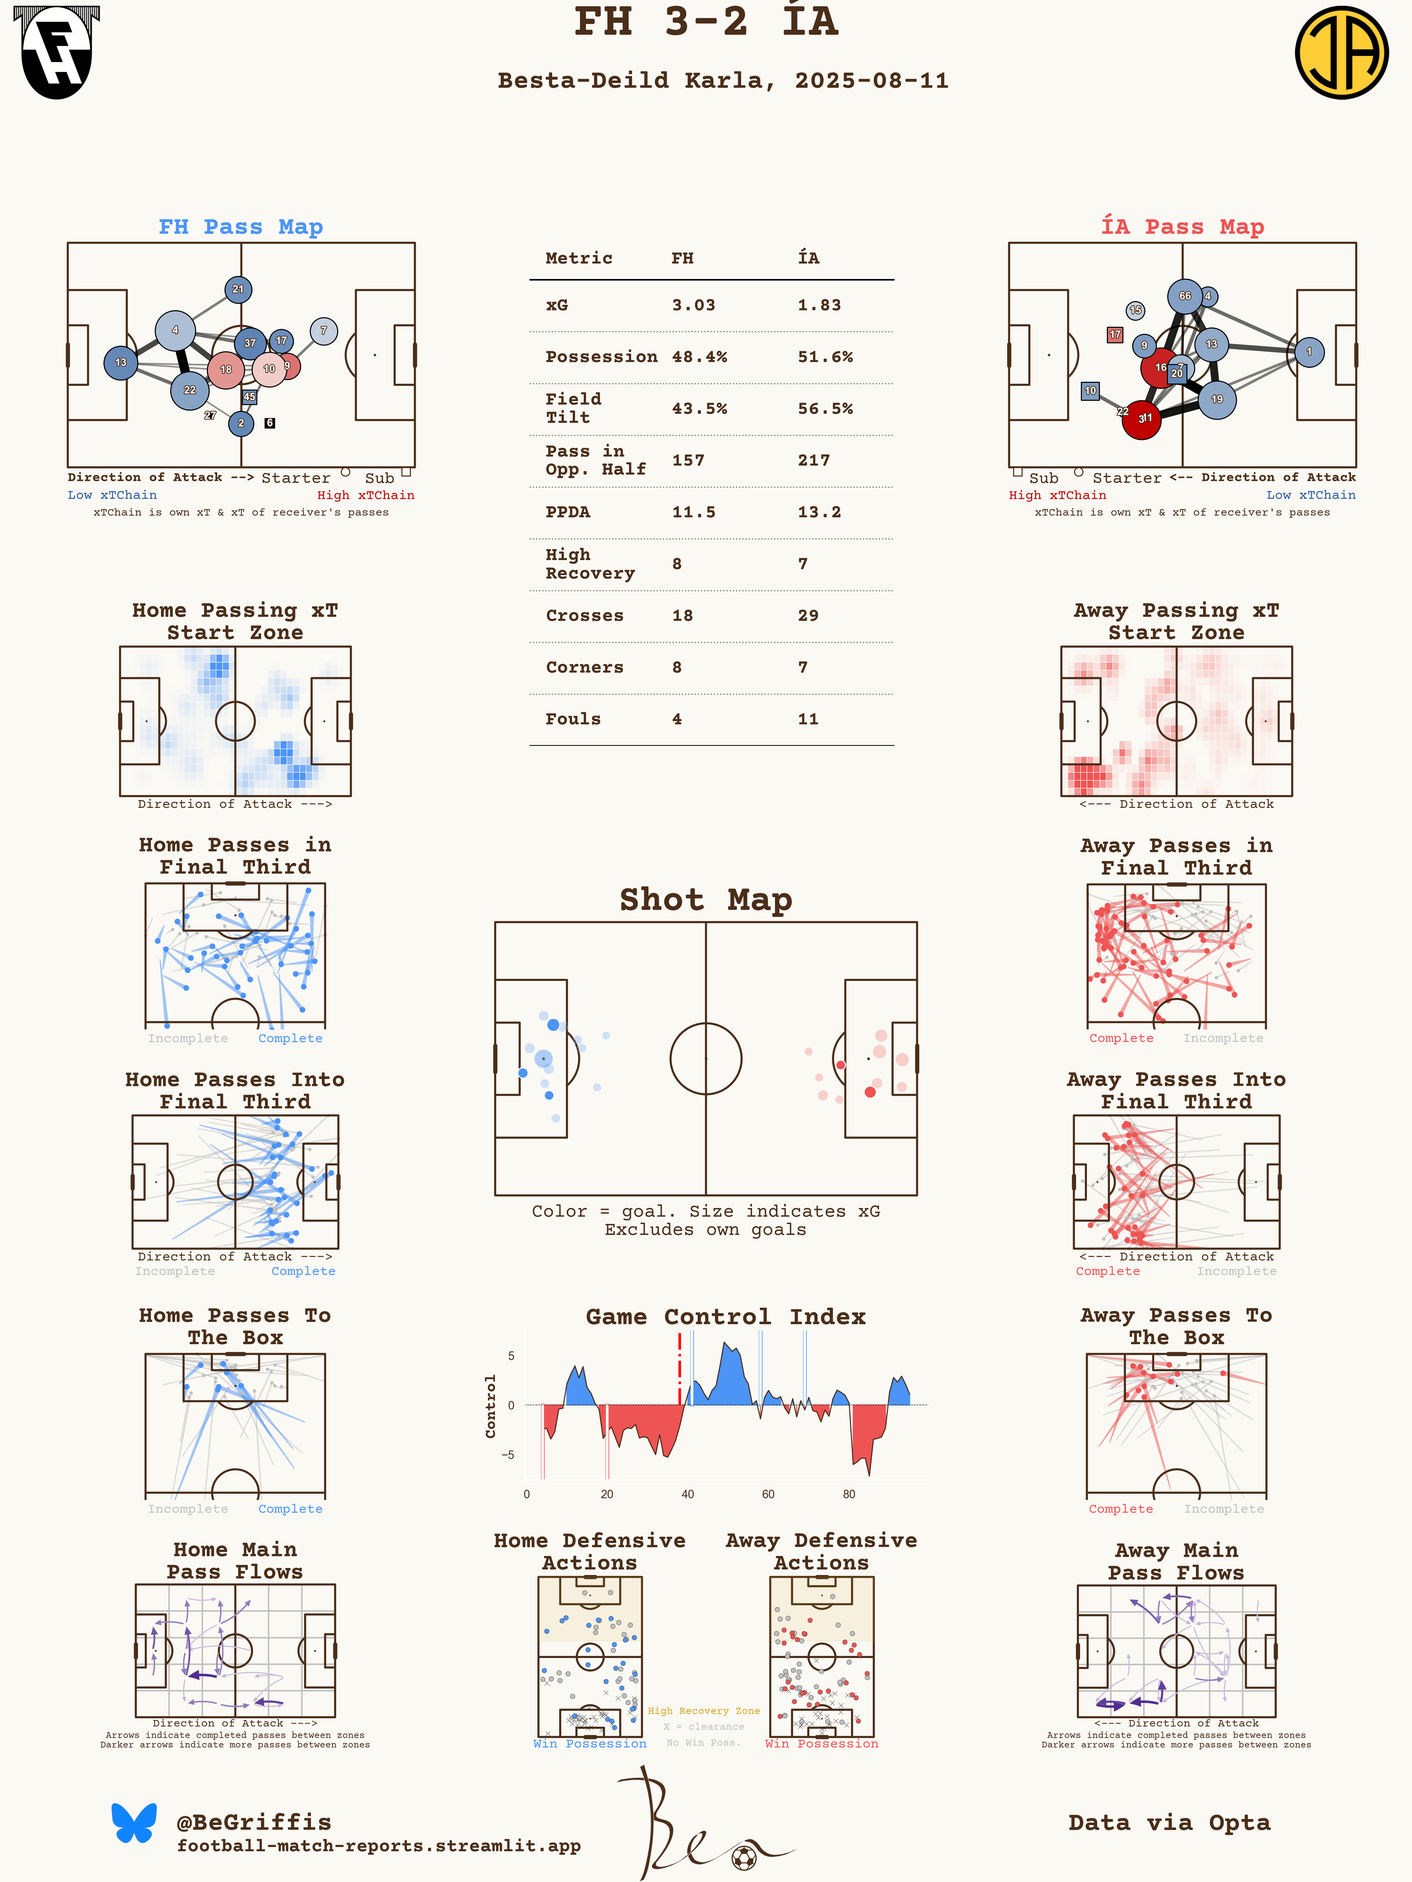 FH 3-2 ÍA
Besta-Deild Karla, 2025-08-11
FH
JA
FH Pass Map
21
4
37
17
7
13
18
10
9
22
45
27
2
6
Direction of Attack --> Starter Sub
Low xTChain High xTChain
xTChain is own xT & xT of receiver's passes
Metric FH ÍA
xG 3.03 1.83
Possession 48.4% 51.6%
Field
Tilt 43.5% 56.5%
Pass in
Opp. Half 157 217
PPDA 11.5 13.2
High
Recovery 8 7
Crosses 18 29
Corners 8 7
Fouls 4 11
ÍA Pass Map
66
4
15
17
9
13
1
16
7
20
10
19
22
3
11
Sub Starter <-- Direction of Attack
High xTChain Low xTChain
xTChain is own xT & xT of receiver's passes
Home Passing xT
Start Zone
Direction of Attack --->
Away Passing xT
Start Zone
<--- Direction of Attack
Home Passes in
Final Third
Incomplete Complete
Away Passes in
Final Third
Complete Incomplete
Shot Map
Color = goal. Size indicates xG
Excludes own goals
Home Passes Into
Final Third
Direction of Attack --->
Incomplete Complete
Away Passes Into
Final Third
<--- Direction of Attack
Complete Incomplete
Home Passes To
The Box
Incomplete Complete
Game Control Index
Control
5
0
−5
0 20 40 60 80
Away Passes To
The Box
Complete Incomplete
Home Main
Pass Flows
Direction of Attack --->
Arrows indicate completed passes between zones
Darker arrows indicate more passes between zones
Home Defensive
Actions
Win Possession
High Recovery Zone
X = clearance
No Win Poss.
Away Defensive
Actions
Win Possession
Away Main
Pass Flows
<--- Direction of Attack
Arrows indicate completed passes between zones
Darker arrows indicate more passes between zones
@BeGriffis
football-match-reports.streamlit.app
Ben
Data via Opta